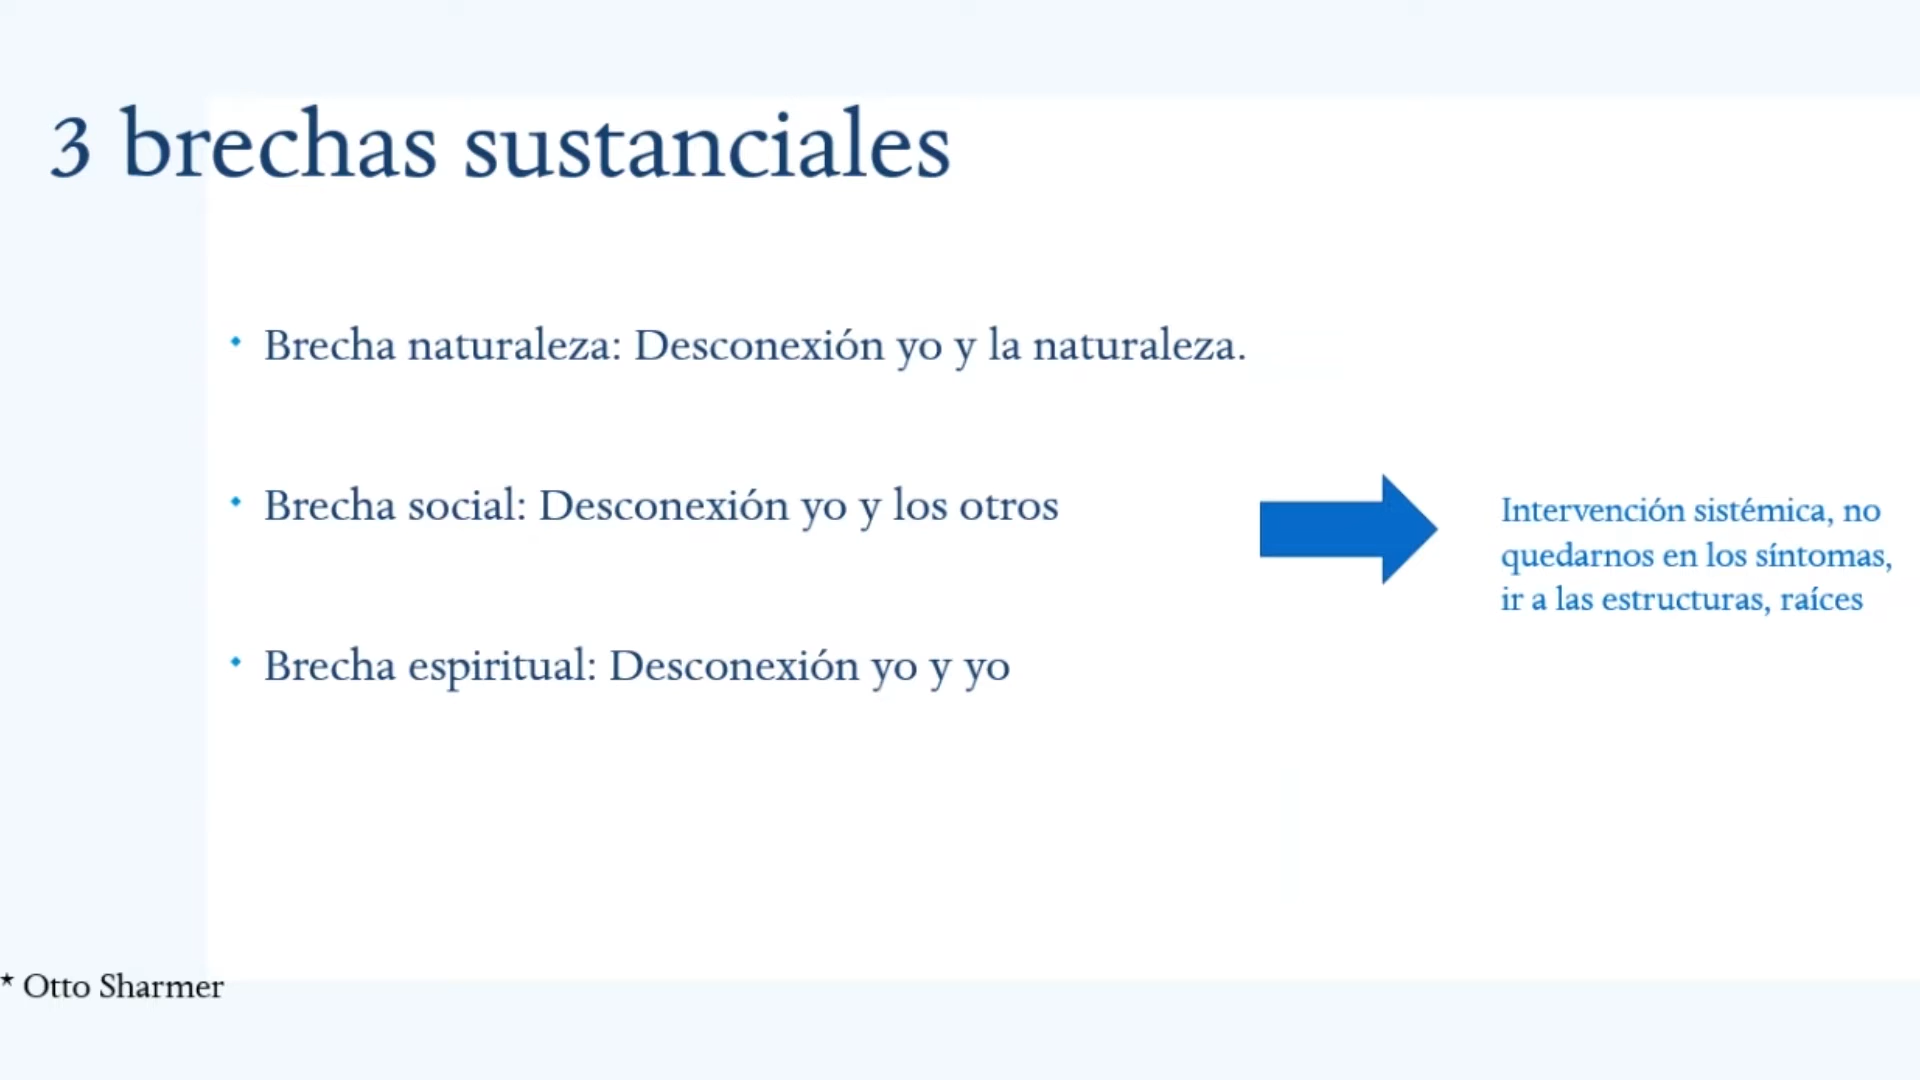 3 brechas sustanciales
Brecha naturaleza: Desconexión yo y la naturaleza.
Brecha social: Desconexión yo y los otros
Brecha espiritual: Desconexión yo y yo
Intervención sistémica, no
quedarnos en los síntomas,
ir a las estructuras, raíces
* Otto Sharmer